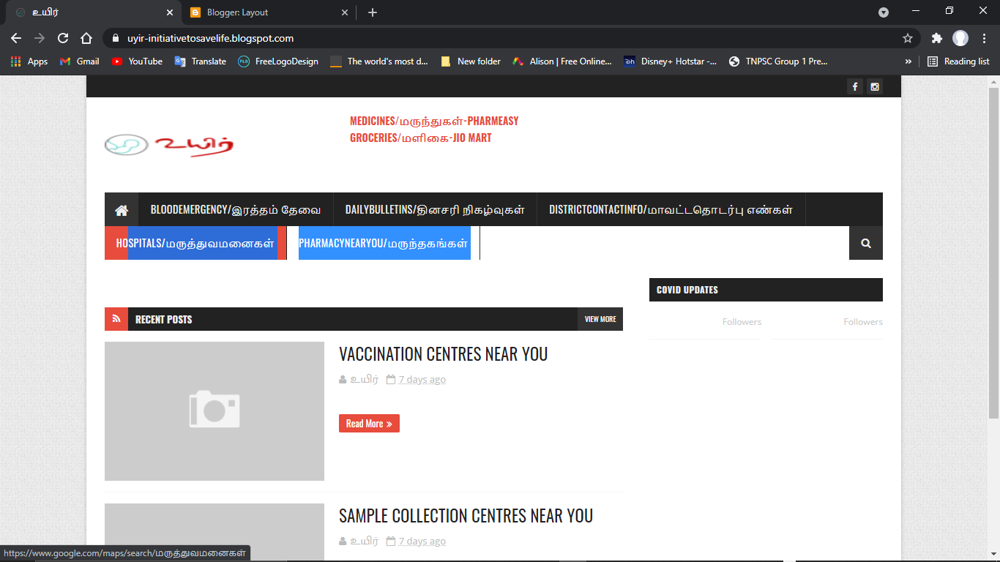 உயிர்
Blogger: Layout
uyir-initiativetosavelife.blogspot.com
Apps
Gmail
YouTube
Translate
FLD
FreeLogoDesign
The world's most d...
New folder
Alison | Free Online...
Disney+ Hotstar -...
TNPSC Group 1 Pre...
»
Reading list
உயிர்
MEDICINES/மருந்துகள்-PHARMEASY
GROCERIES/மளிகை-JIO MART
BLOODEMERGENCY/இரத்தம் தேவை
DAILYBULLETINS/தினசரி நிகழ்வுகள்
DISTRICTCONTACTINFO/மாவட்டதொடர்பு எண்கள்
HOSPITALS/மருத்துவமனைகள்
PHARMACYNEARYOU/மருந்தகங்கள்
COVID UPDATES
Followers
Followers
RECENT POSTS
VIEW MORE
VACCINATION CENTRES NEAR YOU
உயிர் 7 days ago
Read More »
SAMPLE COLLECTION CENTRES NEAR YOU
உயிர் 7 days ago
https://www.google.com/maps/search/மருத்துவமனைகள்